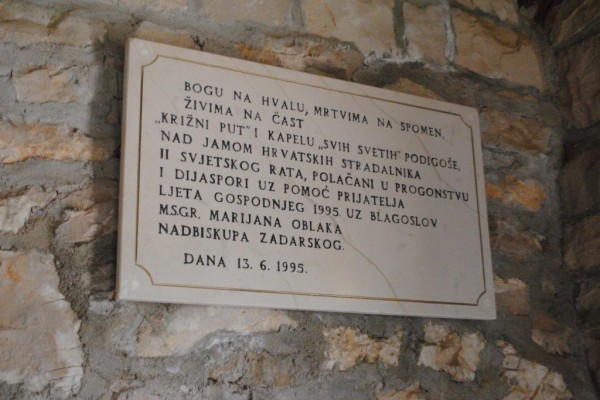 BOGU NA HVALU, MRTVIMA NA SPOMEN,
ŽIVIMA NA ČAST
„KRIŽNI PUT" I KAPELU „SVIH SVETIH" PODIGOŠE,
NAD JAMOM HRVATSKIH STRADALNIKA
II SVJETSKOG RATA, POLAČANI U PROGONSTVU
I DIJASPORI UZ POMOĆ PRIJATELJA
LJETA GOSPODNJEG 1995. UZ BLAGOSLOV
M.S.GR. MARIJANA OBLAKA
NADBISKUPA ZADARSKOG.
DANA 13. 6. 1995.